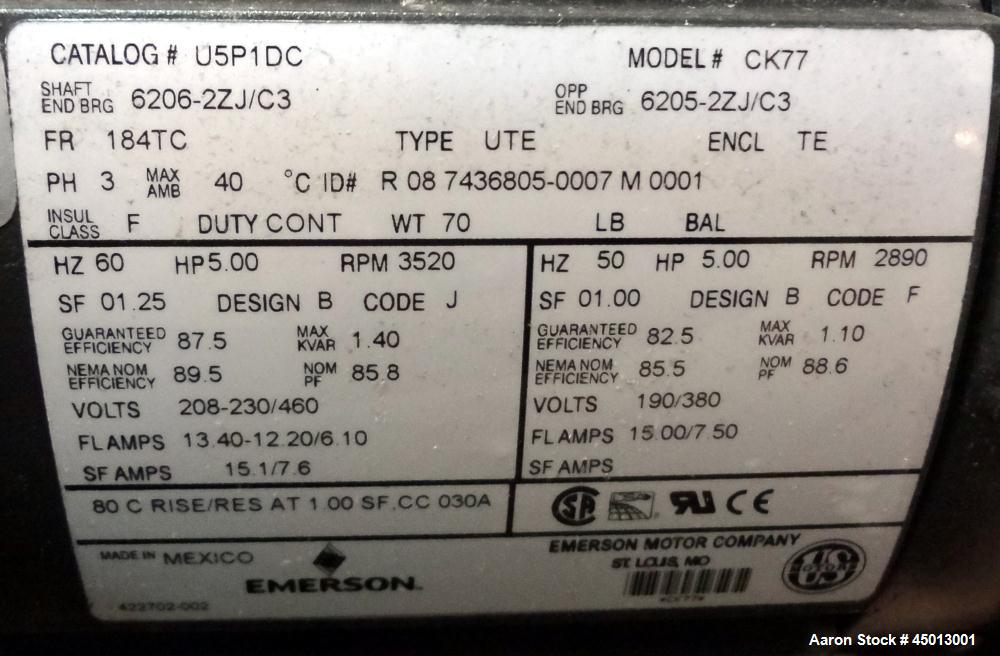 CATALOG # U5P1DC MODEL # CK77
SHAFT END BRG 6206-2ZJ/C3 OPP END BRG 6205-2ZJ/C3
FR 184TC TYPE UTE ENCL TE
PH 3 MAX AMB 40 °C ID# R 08 7436805-0007 M 0001
INSUL CLASS F DUTY CONT WT 70 LB BAL
HZ 60 HP 5.00 RPM 3520
SF 01.25 DESIGN B CODE J
GUARANTEED EFFICIENCY 87.5 MAX KVAR 1.40
NEMA NOM EFFICIENCY 89.5 NOM PF 85.8
VOLTS 208-230/460
FL AMPS 13.40-12.20/6.10
SF AMPS 15.1/7.6
HZ 50 HP 5.00 RPM 2890
SF 01.00 DESIGN B CODE F
GUARANTEED EFFICIENCY 82.5 MAX KVAR 1.10
NEMA NOM EFFICIENCY 85.5 NOM PF 88.6
VOLTS 190/380
FL AMPS 15.00/7.50
SF AMPS
80 C RISE/RES AT 1.00 SF.CC 030A
SA RU CE
MADE IN MEXICO
EMERSON
422702-002
EMERSON MOTOR COMPANY
ST. LOUIS, MO
*CK77*
US MOTORS
Aaron Stock # 45013001